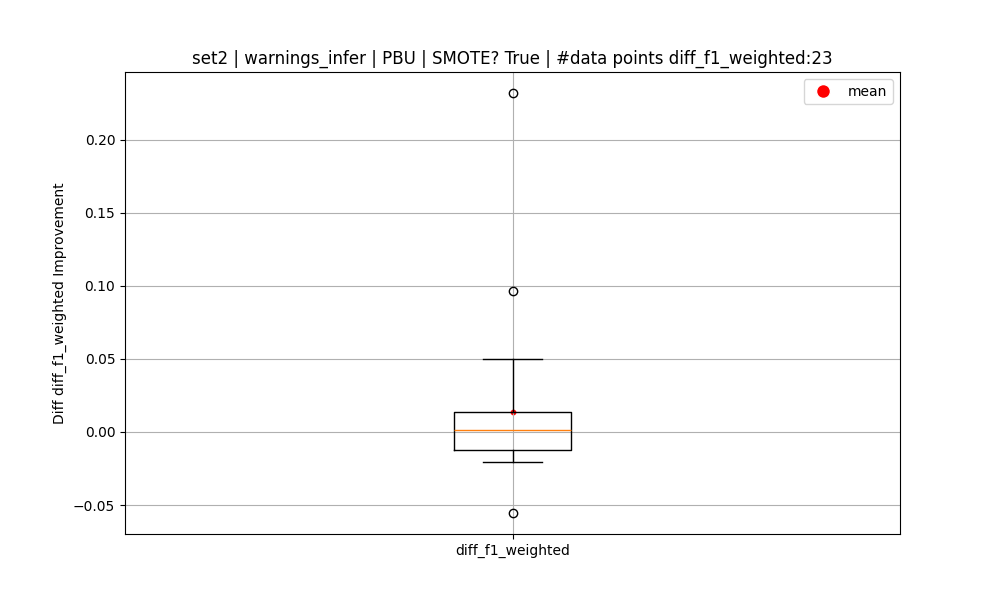 set2 | warnings_infer | PBU | SMOTE? True | #data points diff_f1_weighted:23
mean
0.20
0.15
0.10
0.05
0.00
−0.05
Diff diff_f1_weighted Improvement
diff_f1_weighted